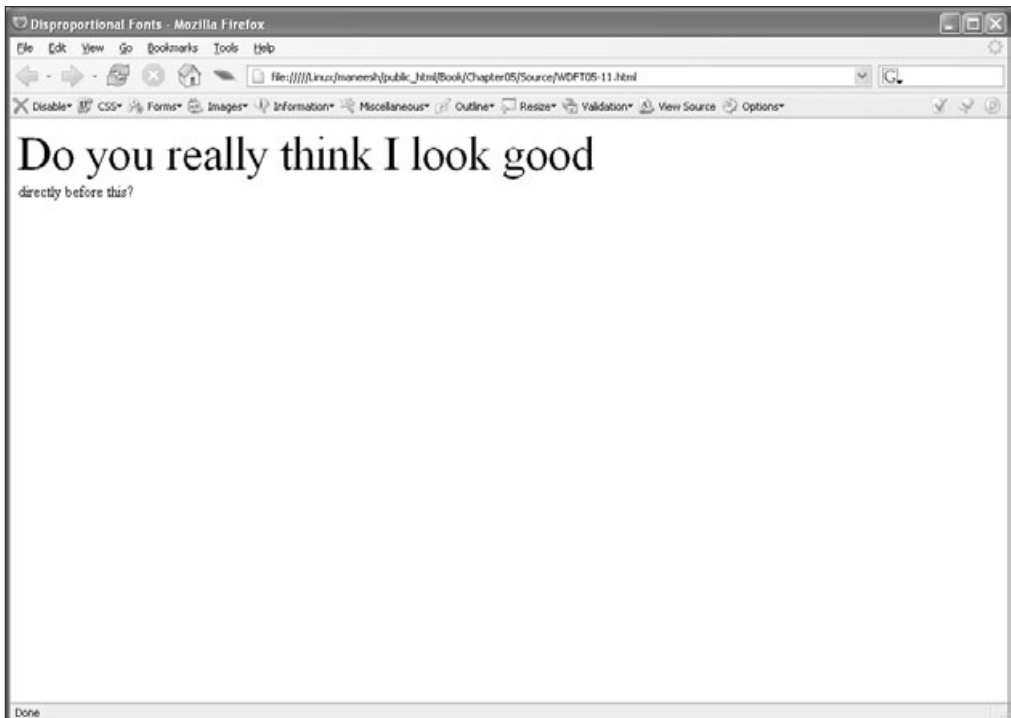 Disproportional Fonts - Mozilla Firefox
File Edit View Go Bookmarks Tools Help
file://///Linux/maneesh/public_html/Book/Chapter05/Source/WDFT05-11.html
Disable CSS Forms Images Information Miscellaneous Outline Resize Validation View Source Options
Do you really think I look good
directly before this?
Done